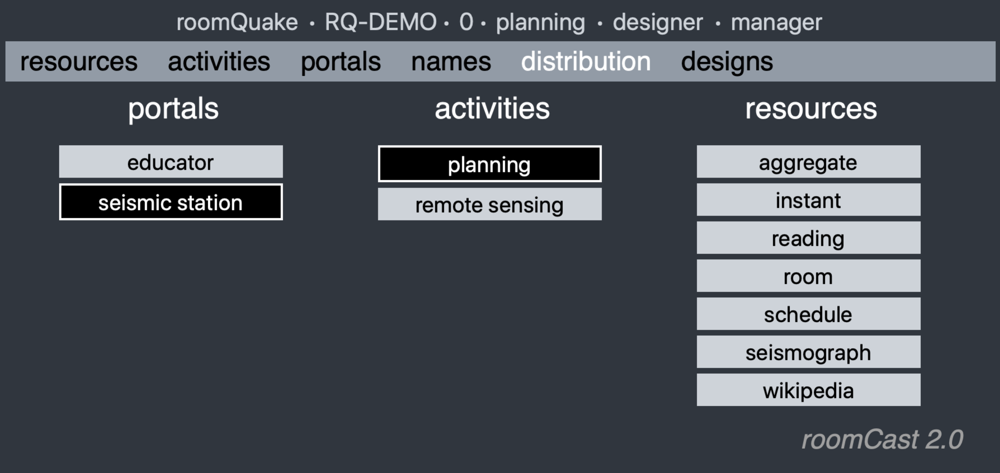 roomQuake · RQ-DEMO · 0 · planning · designer · manager
resources activities portals names distribution designs
portals activities resources
educator planning aggregate
seismic station remote sensing instant
reading
room
schedule
seismograph
wikipedia
roomCast 2.0